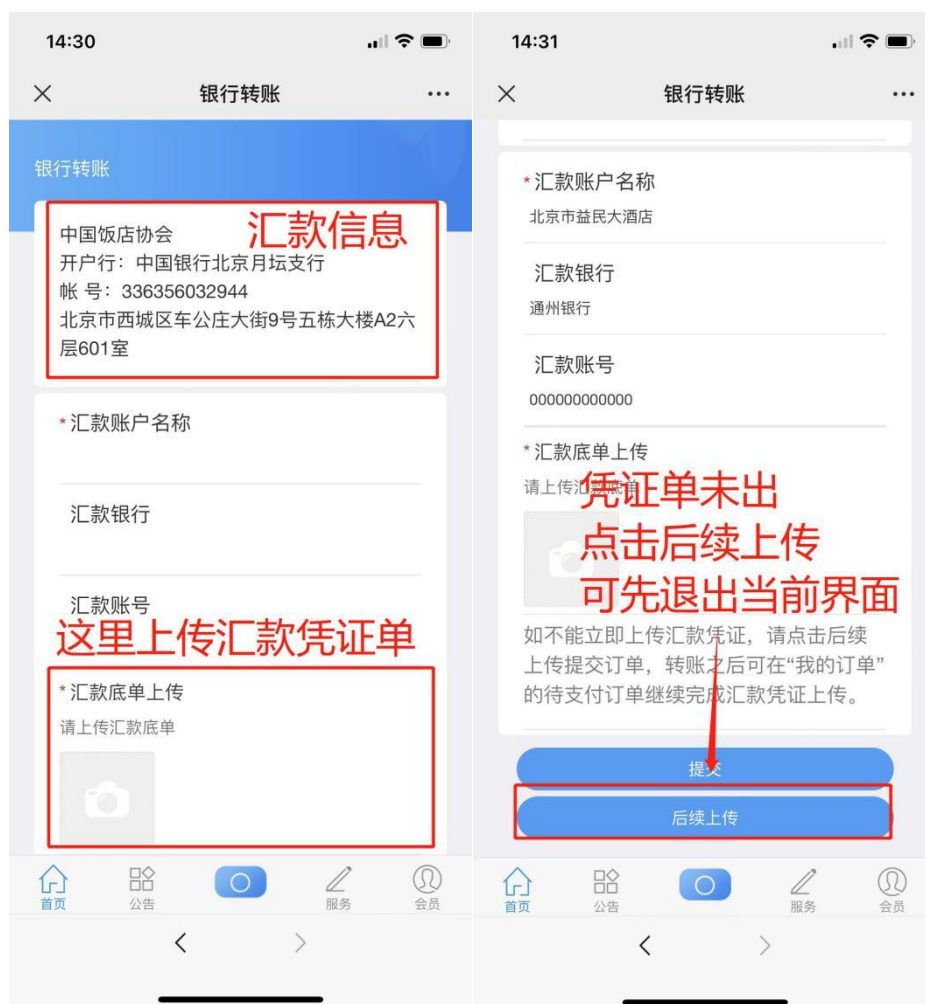 14:30
银行转账
银行转账
汇款信息
中国饭店协会
开户行：中国银行北京月坛支行
帐 号：336356032944
北京市西城区车公庄大街9号五栋大楼A2六
层601室
*汇款账户名称
汇款银行
汇款账号
这里上传汇款凭证单
*汇款底单上传
请上传汇款底单
首页
公告
服务
会员
14:31
银行转账
*汇款账户名称
北京市益民大酒店
汇款银行
通州银行
汇款账号
000000000000
*汇款底单上传
请上传汇款底单
凭证单未出
点击后续上传
可先退出当前界面
如不能立即上传汇款凭证，请点击后续
上传提交订单，转账之后可在“我的订单”
的待支付订单继续完成汇款凭证上传。
提交
后续上传
首页
公告
服务
会员